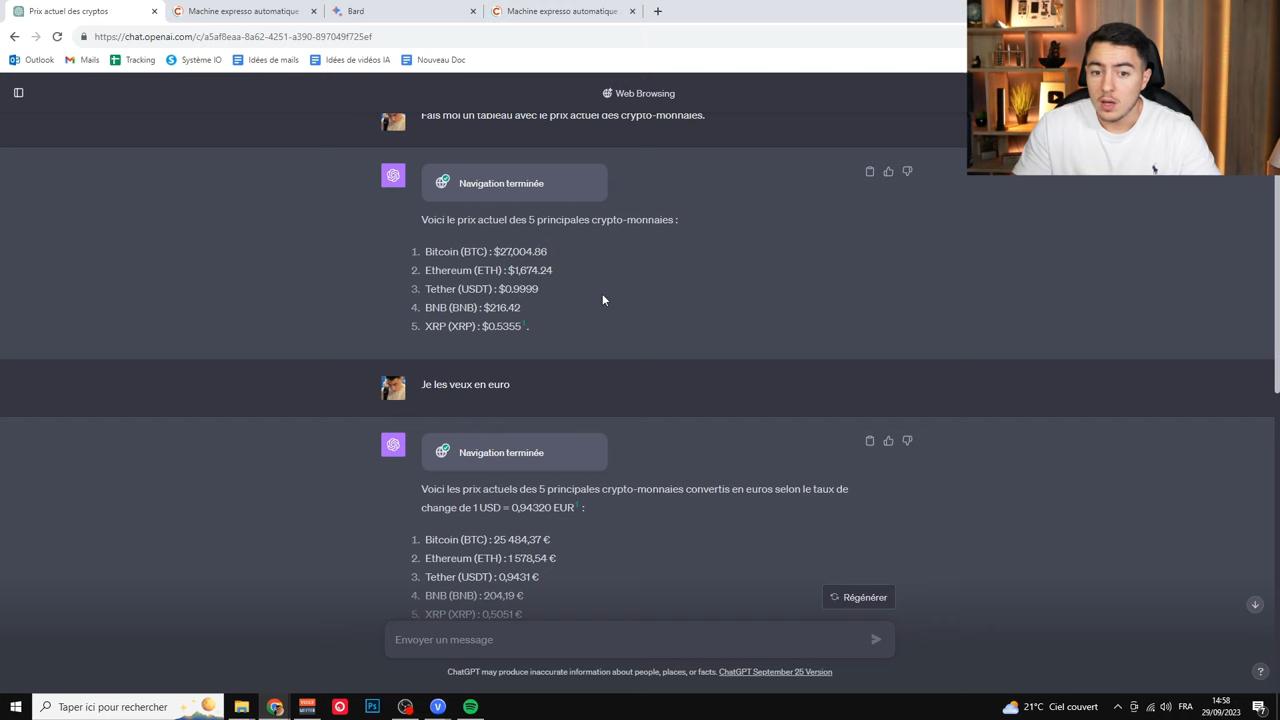 Prix actuel des cryptos
Machine expresso automatique
Bard
Machine expresso automatique
https://chat.openai.com/c/a5af8eaa-8a62-4251-a390-897049f725ef
Outlook
Mails
Tracking
Système IO
Idées de mails
Idées de vidéos IA
Nouveau Doc
Web Browsing
Fais moi un tableau avec le prix actuel des crypto-monnaies.
Navigation terminée
Voici le prix actuel des 5 principales crypto-monnaies :
1. Bitcoin (BTC) : $27,004.86
2. Ethereum (ETH) : $1,674.24
3. Tether (USDT) : $0.9999
4. BNB (BNB) : $216.42
5. XRP (XRP) : $0.5355 1.
Je les veux en euro
Navigation terminée
Voici les prix actuels des 5 principales crypto-monnaies convertis en euros selon le taux de
change de 1 USD = 0,94320 EUR 1 :
1. Bitcoin (BTC) : 25 484,37 €
2. Ethereum (ETH) : 1 578,54 €
3. Tether (USDT) : 0,9431 €
4. BNB (BNB) : 204,19 €
5. XRP (XRP) : 0,5051 €
Régénérer
Envoyer un message
ChatGPT may produce inaccurate information about people, places, or facts. ChatGPT September 25 Version
?
Taper ici pour rechercher
21°C Ciel couvert
FRA
14:58
29/09/2023